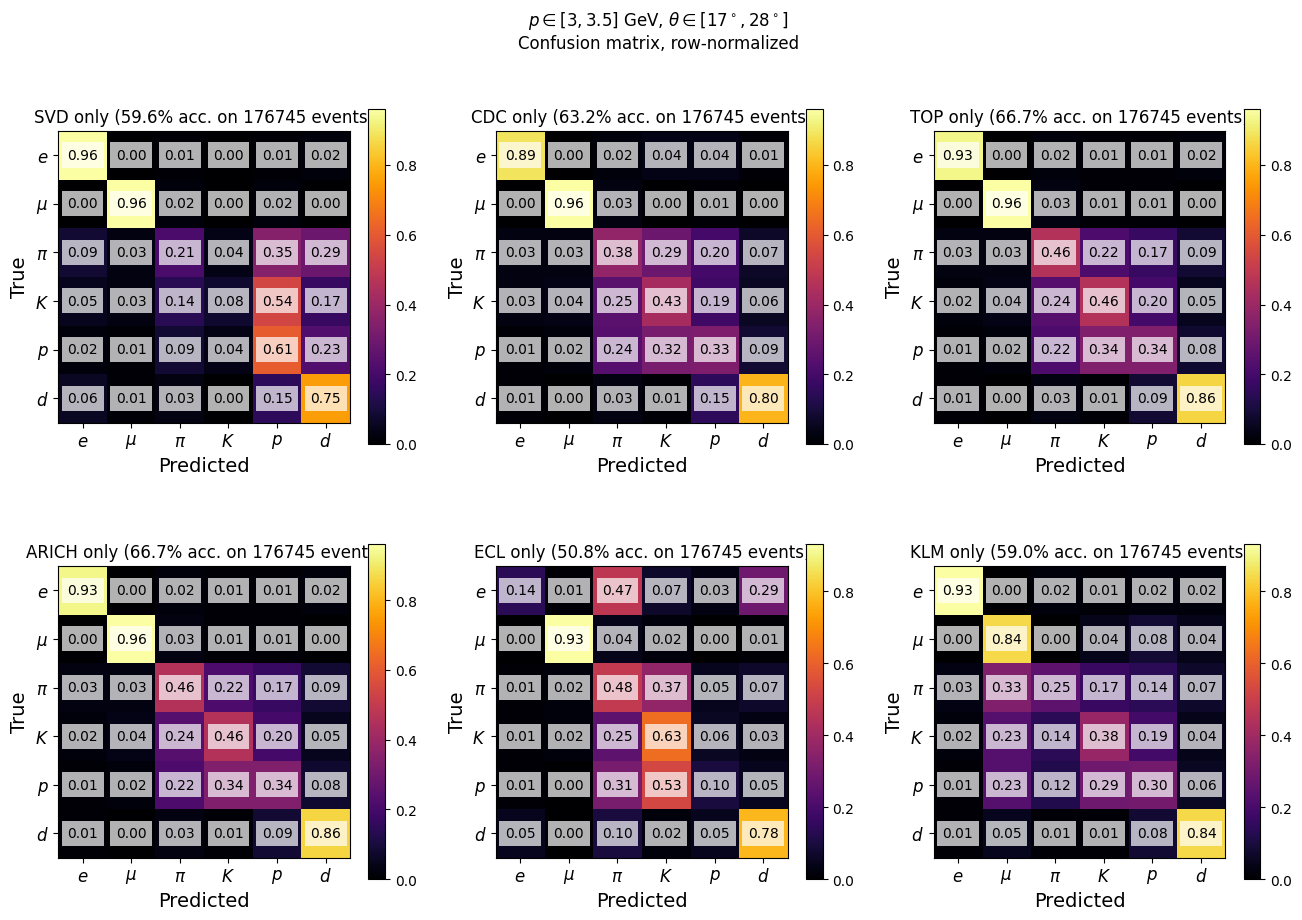 p ∈ [3, 3.5] GeV, θ ∈ [17°, 28°]
Confusion matrix, row-normalized
SVD only (59.6% acc. on 176745 events
e 0.96 0.00 0.01 0.00 0.01 0.02
μ 0.00 0.96 0.02 0.00 0.02 0.00
π 0.09 0.03 0.21 0.04 0.35 0.29
K 0.05 0.03 0.14 0.08 0.54 0.17
p 0.02 0.01 0.09 0.04 0.61 0.23
d 0.06 0.01 0.03 0.00 0.15 0.75
e μ π K p d
Predicted
True
0.8
0.6
0.4
0.2
0.0
CDC only (63.2% acc. on 176745 events
e 0.89 0.00 0.02 0.04 0.04 0.01
μ 0.00 0.96 0.03 0.00 0.01 0.00
π 0.03 0.03 0.38 0.29 0.20 0.07
K 0.03 0.04 0.25 0.43 0.19 0.06
p 0.01 0.02 0.24 0.32 0.33 0.09
d 0.01 0.00 0.03 0.01 0.15 0.80
e μ π K p d
Predicted
True
0.8
0.6
0.4
0.2
0.0
TOP only (66.7% acc. on 176745 events
e 0.93 0.00 0.02 0.01 0.01 0.02
μ 0.00 0.96 0.03 0.01 0.01 0.00
π 0.03 0.03 0.46 0.22 0.17 0.09
K 0.02 0.04 0.24 0.46 0.20 0.05
p 0.01 0.02 0.22 0.34 0.34 0.08
d 0.01 0.00 0.03 0.01 0.09 0.86
e μ π K p d
Predicted
True
0.8
0.6
0.4
0.2
0.0
ARICH only (66.7% acc. on 176745 event
e 0.93 0.00 0.02 0.01 0.01 0.02
μ 0.00 0.96 0.03 0.01 0.01 0.00
π 0.03 0.03 0.46 0.22 0.17 0.09
K 0.02 0.04 0.24 0.46 0.20 0.05
p 0.01 0.02 0.22 0.34 0.34 0.08
d 0.01 0.00 0.03 0.01 0.09 0.86
e μ π K p d
Predicted
True
0.8
0.6
0.4
0.2
0.0
ECL only (50.8% acc. on 176745 events
e 0.14 0.01 0.47 0.07 0.03 0.29
μ 0.00 0.93 0.04 0.02 0.00 0.01
π 0.01 0.02 0.48 0.37 0.05 0.07
K 0.01 0.02 0.25 0.63 0.06 0.03
p 0.01 0.00 0.31 0.53 0.10 0.05
d 0.05 0.00 0.10 0.02 0.05 0.78
e μ π K p d
Predicted
True
0.8
0.6
0.4
0.2
0.0
KLM only (59.0% acc. on 176745 events
e 0.93 0.00 0.02 0.01 0.02 0.02
μ 0.00 0.84 0.00 0.04 0.08 0.04
π 0.03 0.33 0.25 0.17 0.14 0.07
K 0.02 0.23 0.14 0.38 0.19 0.04
p 0.01 0.23 0.12 0.29 0.30 0.06
d 0.01 0.05 0.01 0.01 0.08 0.84
e μ π K p d
Predicted
True
0.8
0.6
0.4
0.2
0.0